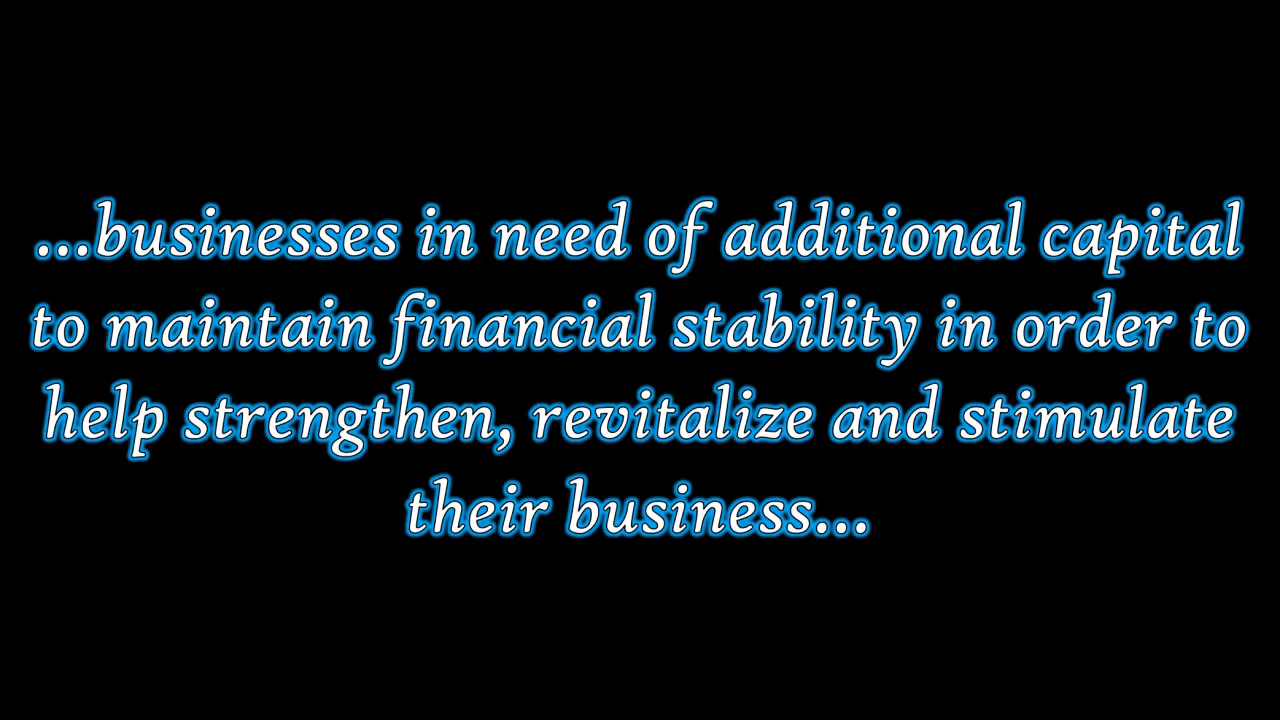 ...businesses in need of additional capital
to maintain financial stability in order to
help strengthen, revitalize and stimulate
their business...